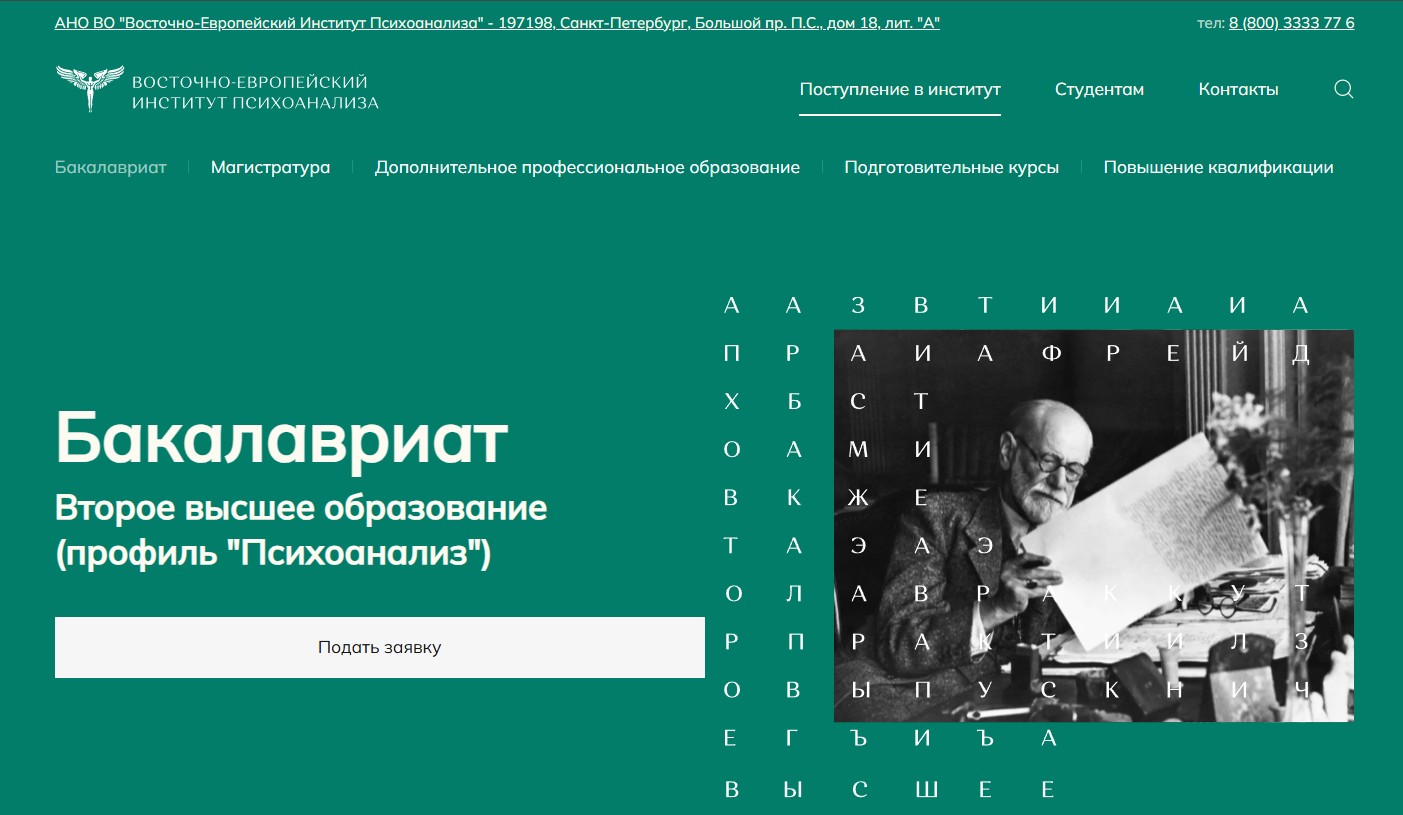 АНО ВО "Восточно-Европейский Институт Психоанализа" - 197198, Санкт-Петербург, Большой пр. П.С., дом 18, лит. "А"
тел: 8 (800) 3333 77 6
ВОСТОЧНО-ЕВРОПЕЙСКИЙ
ИНСТИТУТ ПСИХОАНАЛИЗА
Поступление в институт
Студентам
Контакты
Бакалавриат
Магистратура
Дополнительное профессиональное образование
Подготовительные курсы
Повышение квалификации
Бакалавриат
Второе высшее образование
(профиль "Психоанализ")
Подать заявку
А А З В Т И И А И А
П Р А И А Ф Р Е Й Д
Х Б С Т
О А М И
В К Ж Е
Т А Э А Э
О Л А В Р А К К У Т
Р П Р А К Т И И Л З
О В Ы П У С К Н И Ч
Е Г Ъ И Ъ А
В Ы С Ш Е Е